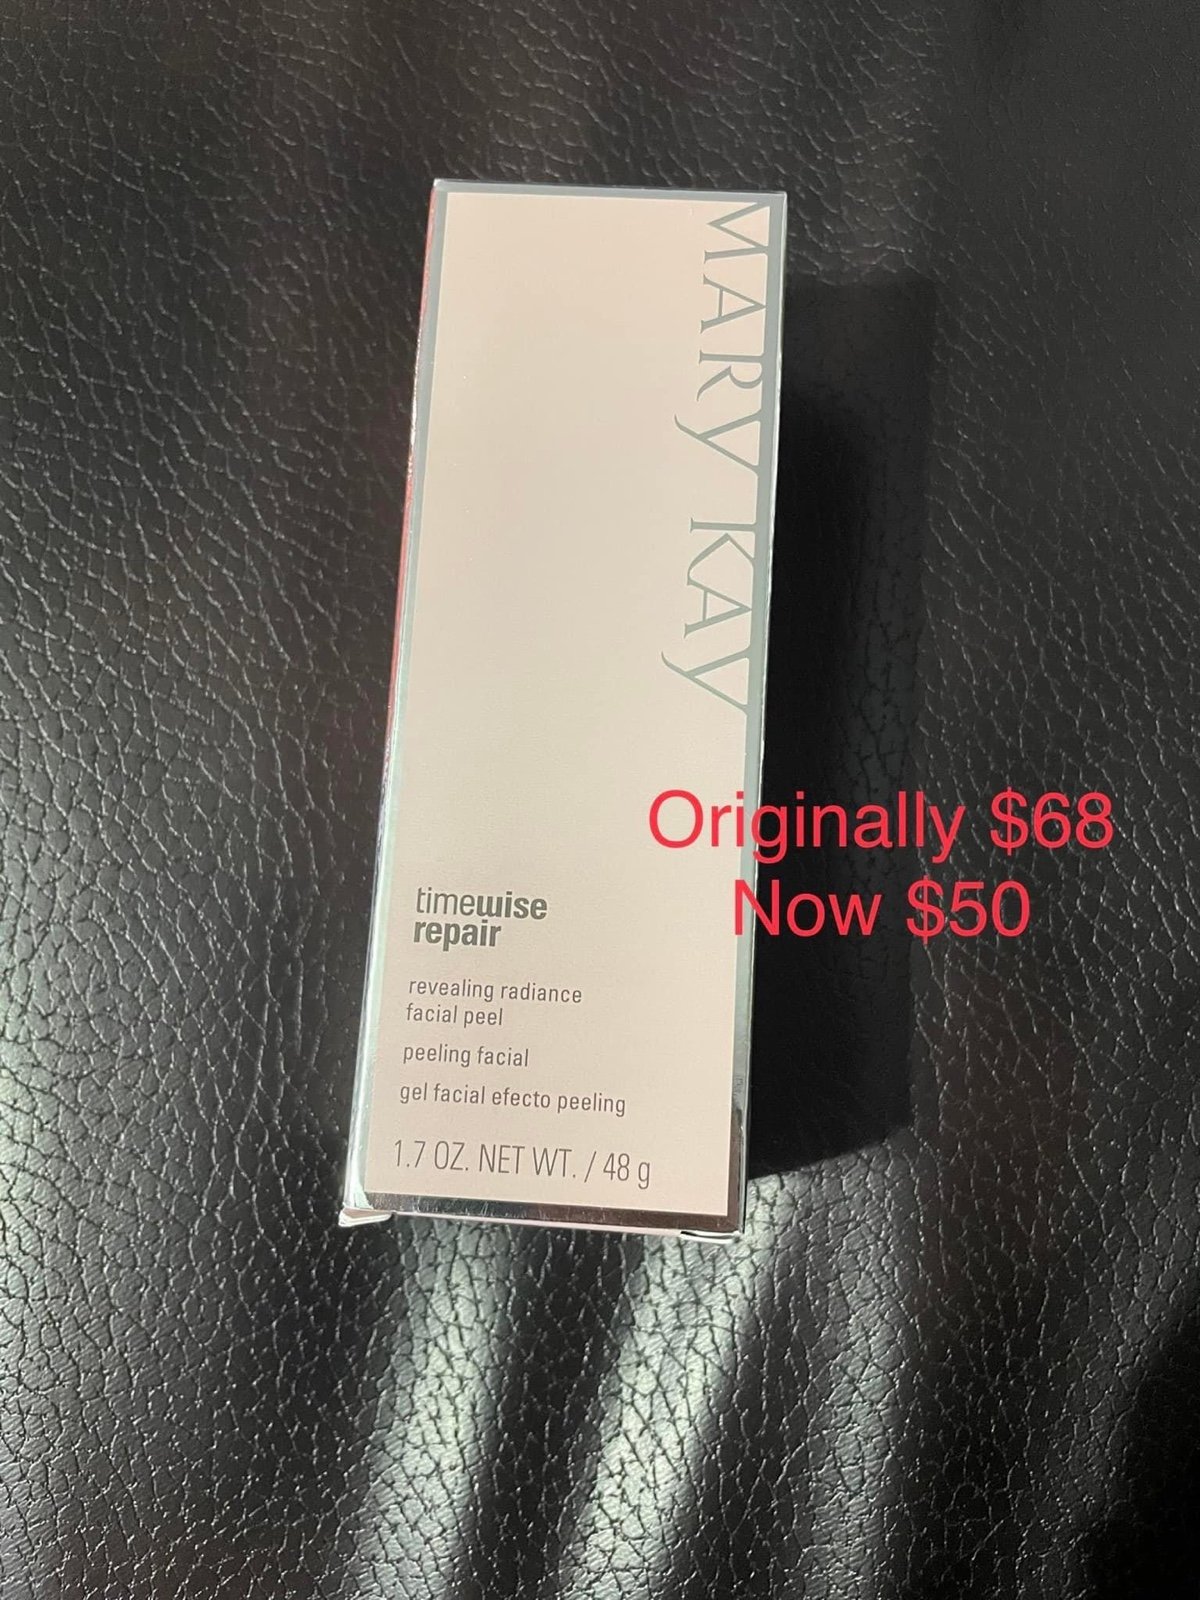 MARY KAY
Originally $68
Now $50
timewise
repair
revealing radiance
facial peel
peeling facial
gel facial efecto peeling
1.7 OZ. NET WT. / 48 g